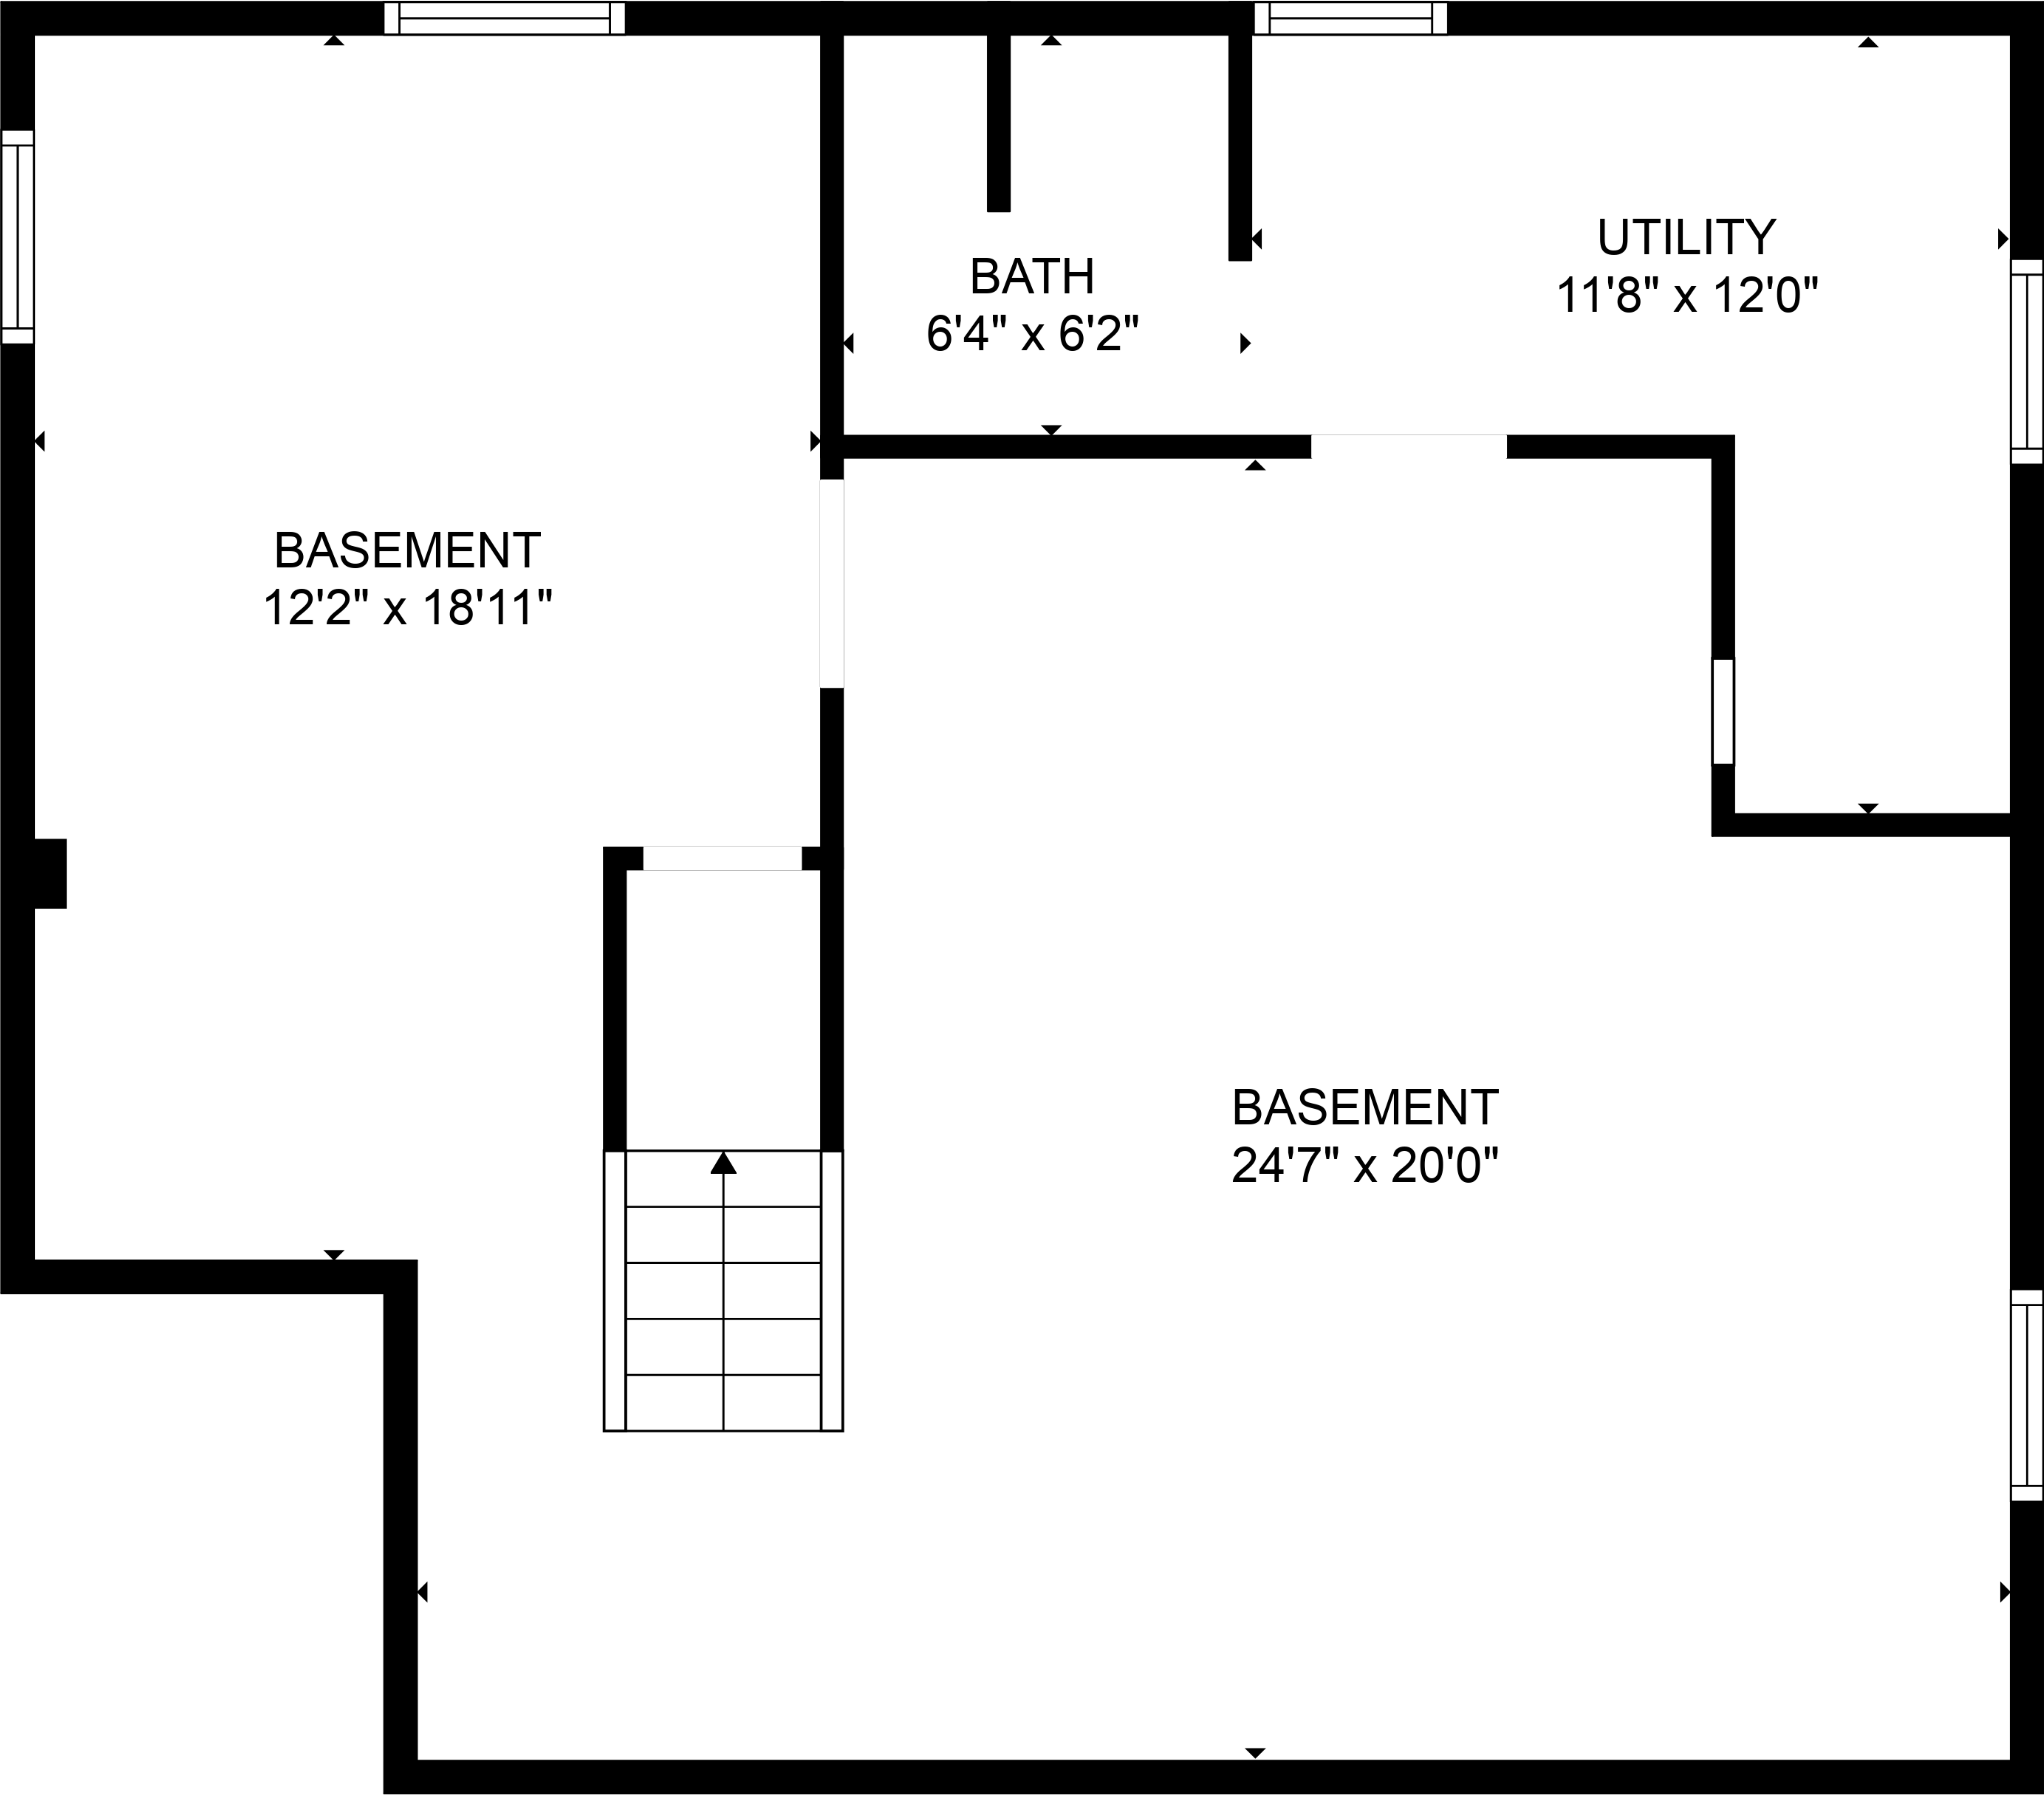 UTILITY
11'8" x 12'0"
BATH
6'4" x 6'2"
BASEMENT
12'2" x 18'11"
BASEMENT
24'7" x 20'0"